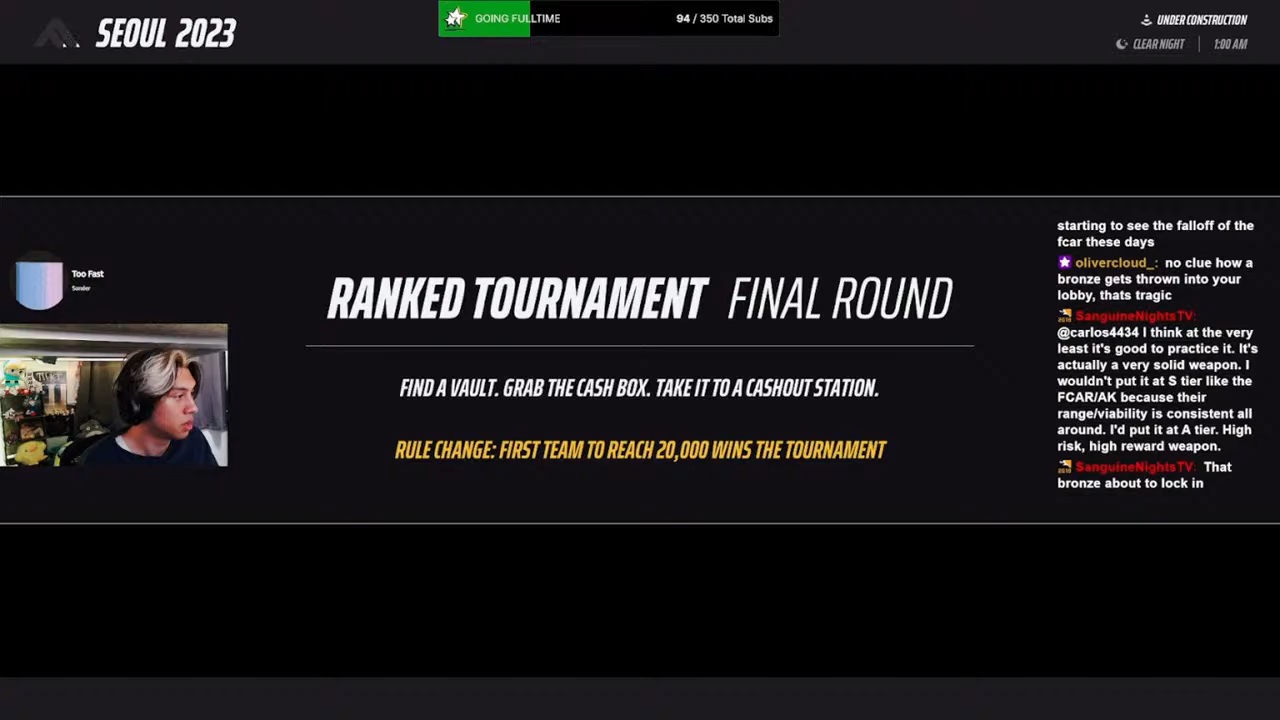 SEOUL 2023
GOING FULLTIME
94 / 350 Total Subs
UNDER CONSTRUCTION
CLEAR NIGHT
1:00 AM
Too Fast
Sonder
RANKED TOURNAMENT FINAL ROUND
FIND A VAULT. GRAB THE CASH BOX. TAKE IT TO A CASHOUT STATION.
RULE CHANGE: FIRST TEAM TO REACH 20,000 WINS THE TOURNAMENT
starting to see the falloff of the
fcar these days
olivercloud_: no clue how a
bronze gets thrown into your
lobby, thats tragic
SanguineNightsTV:
@carlos4434 I think at the very
least it's good to practice it. It's
actually a very solid weapon. I
wouldn't put it at S tier like the
FCAR/AK because their
range/viability is consistent all
around. I'd put it at A tier. High
risk, high reward weapon.
SanguineNightsTV: That
bronze about to lock in